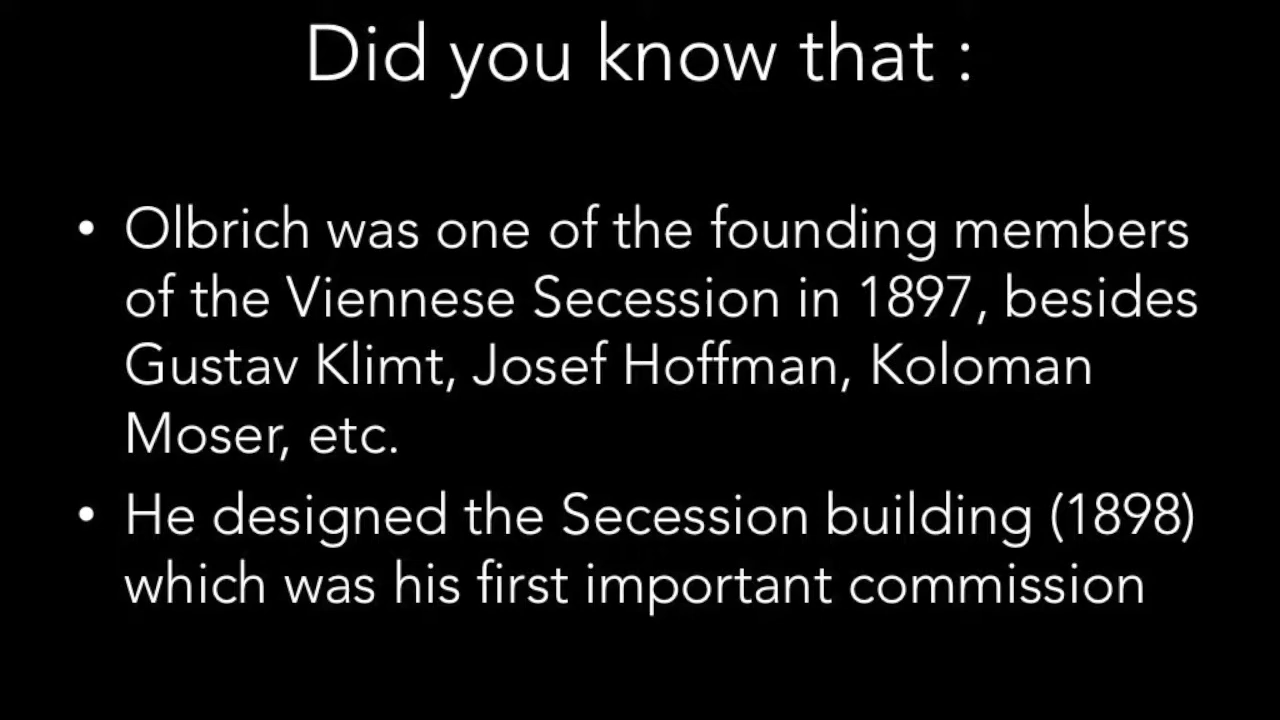 Did you know that :
• Olbrich was one of the founding members
of the Viennese Secession in 1897, besides
Gustav Klimt, Josef Hoffman, Koloman
Moser, etc.
• He designed the Secession building (1898)
which was his first important commission